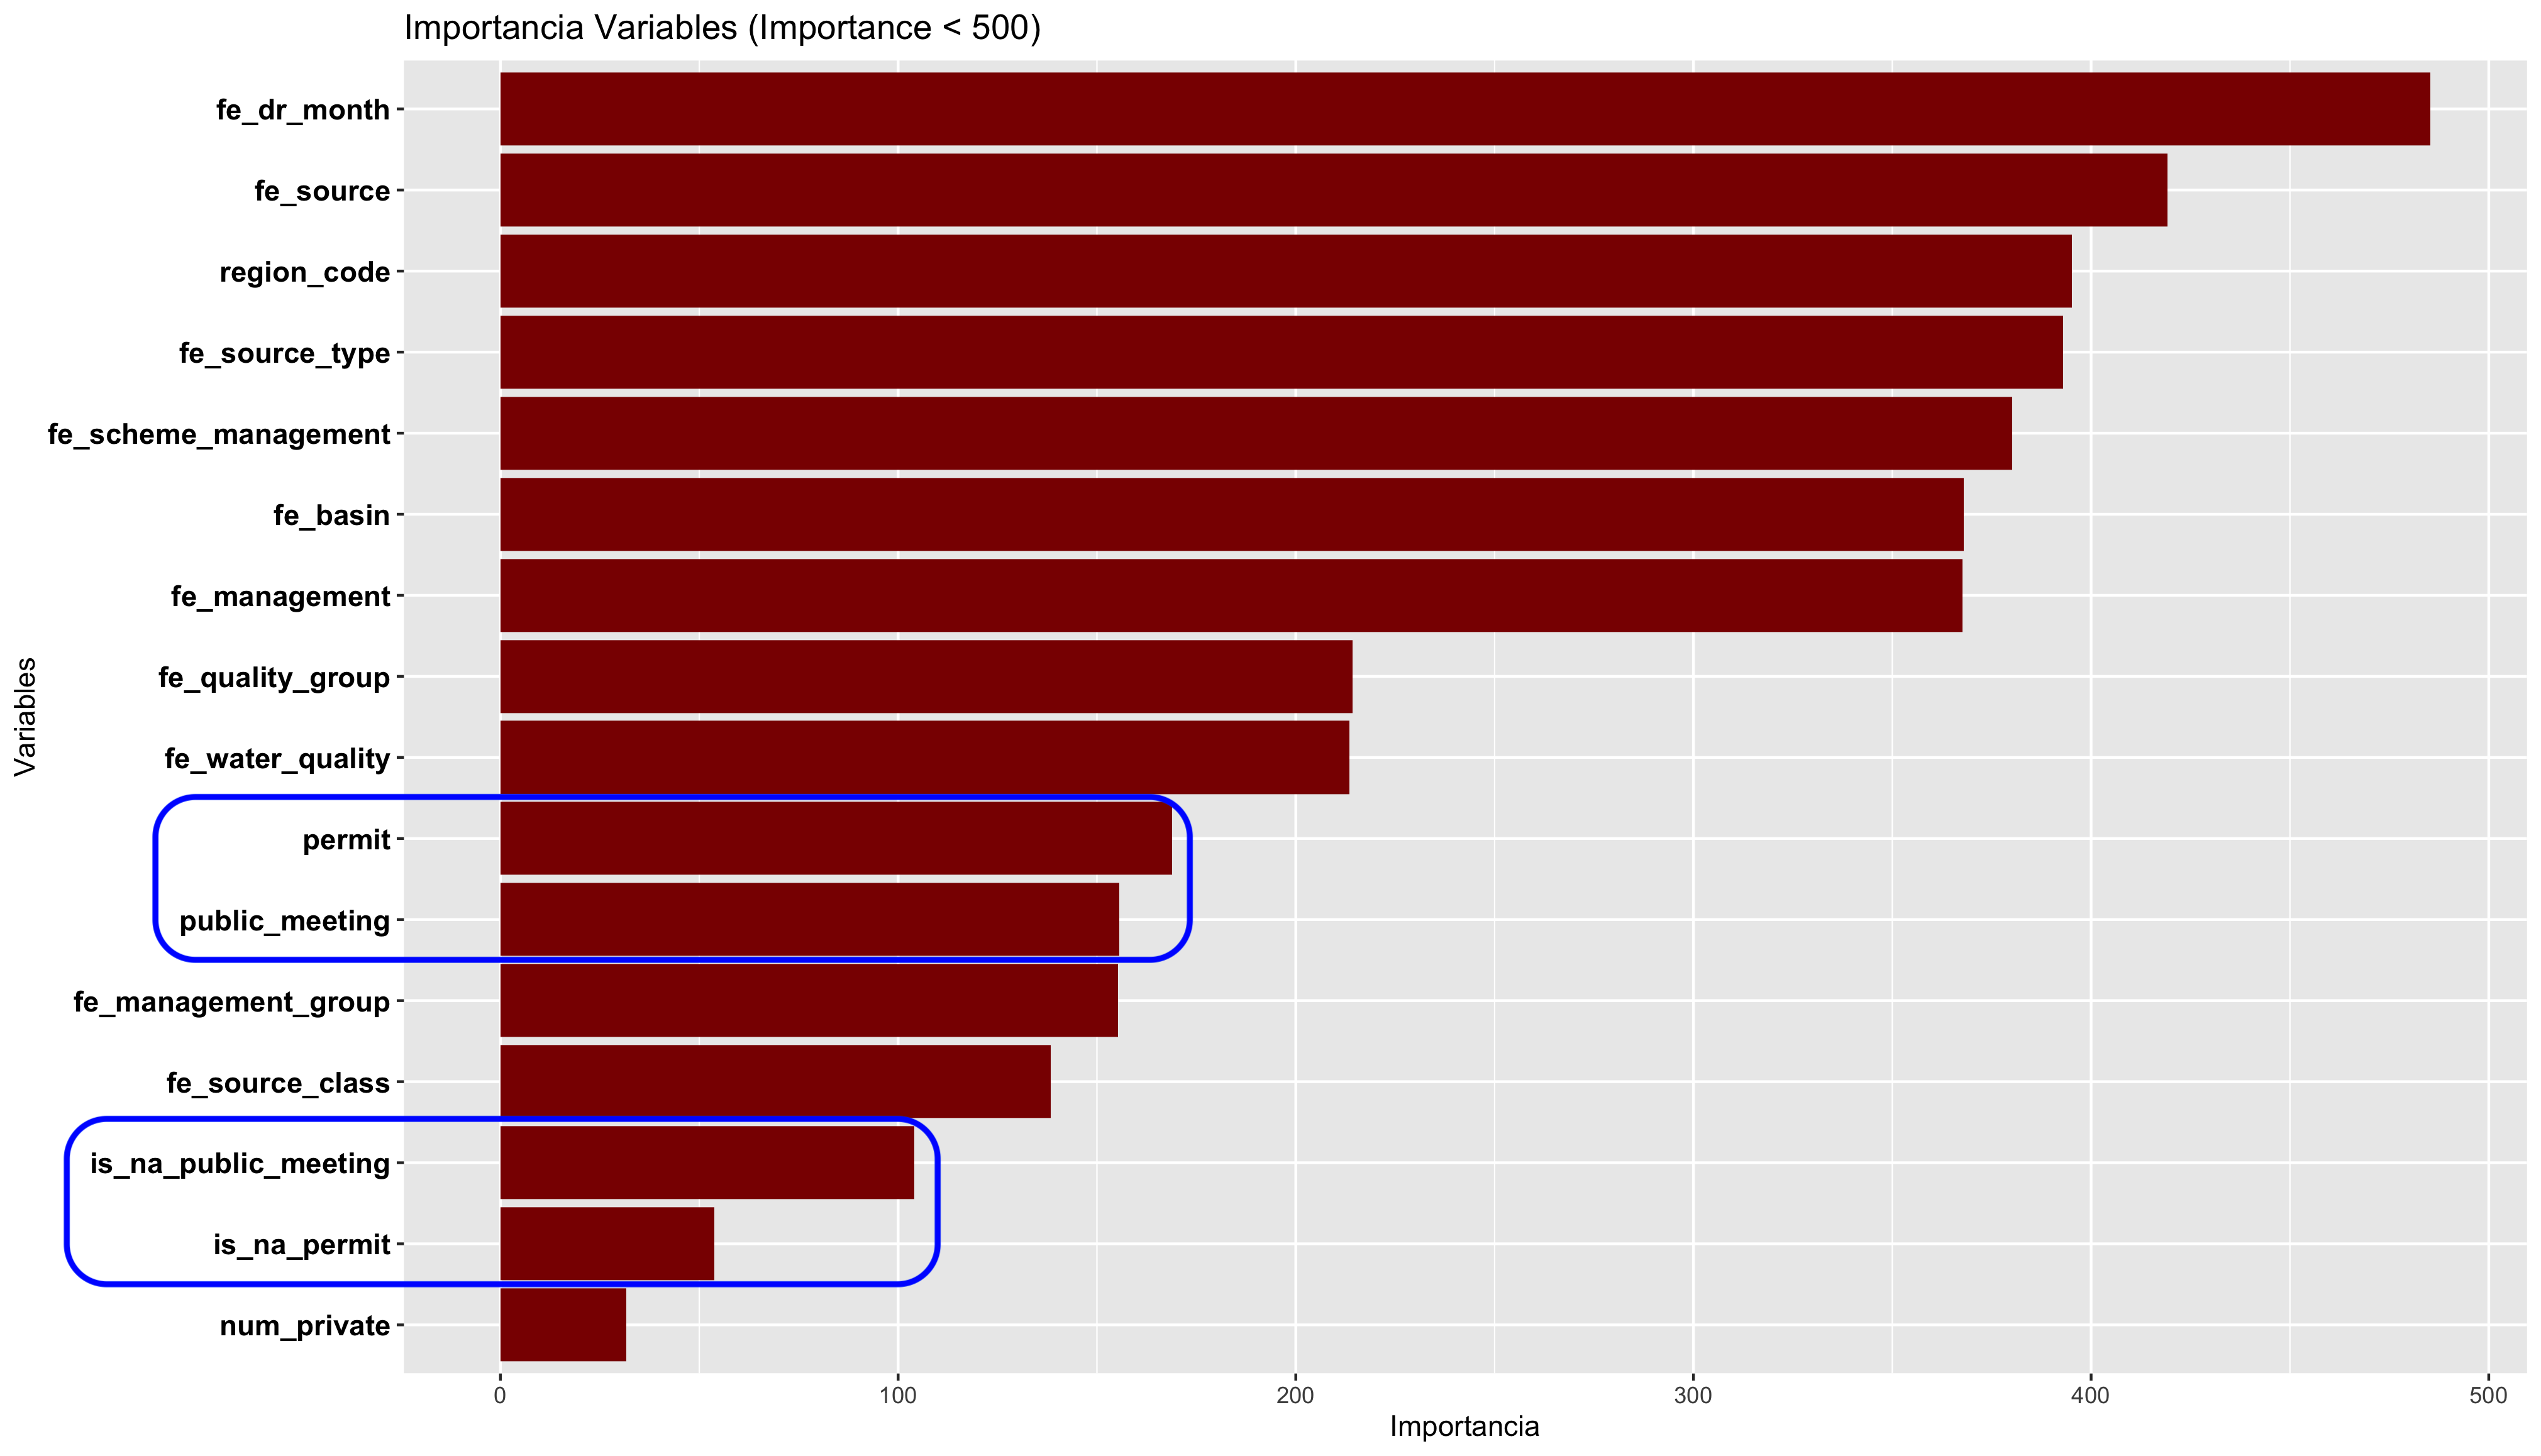 Importancia Variables (Importance < 500)
Variables
fe_dr_month
fe_source
region_code
fe_source_type
fe_scheme_management
fe_basin
fe_management
fe_quality_group
fe_water_quality
permit
public_meeting
fe_management_group
fe_source_class
is_na_public_meeting
is_na_permit
num_private
0 100 200 300 400 500
Importancia